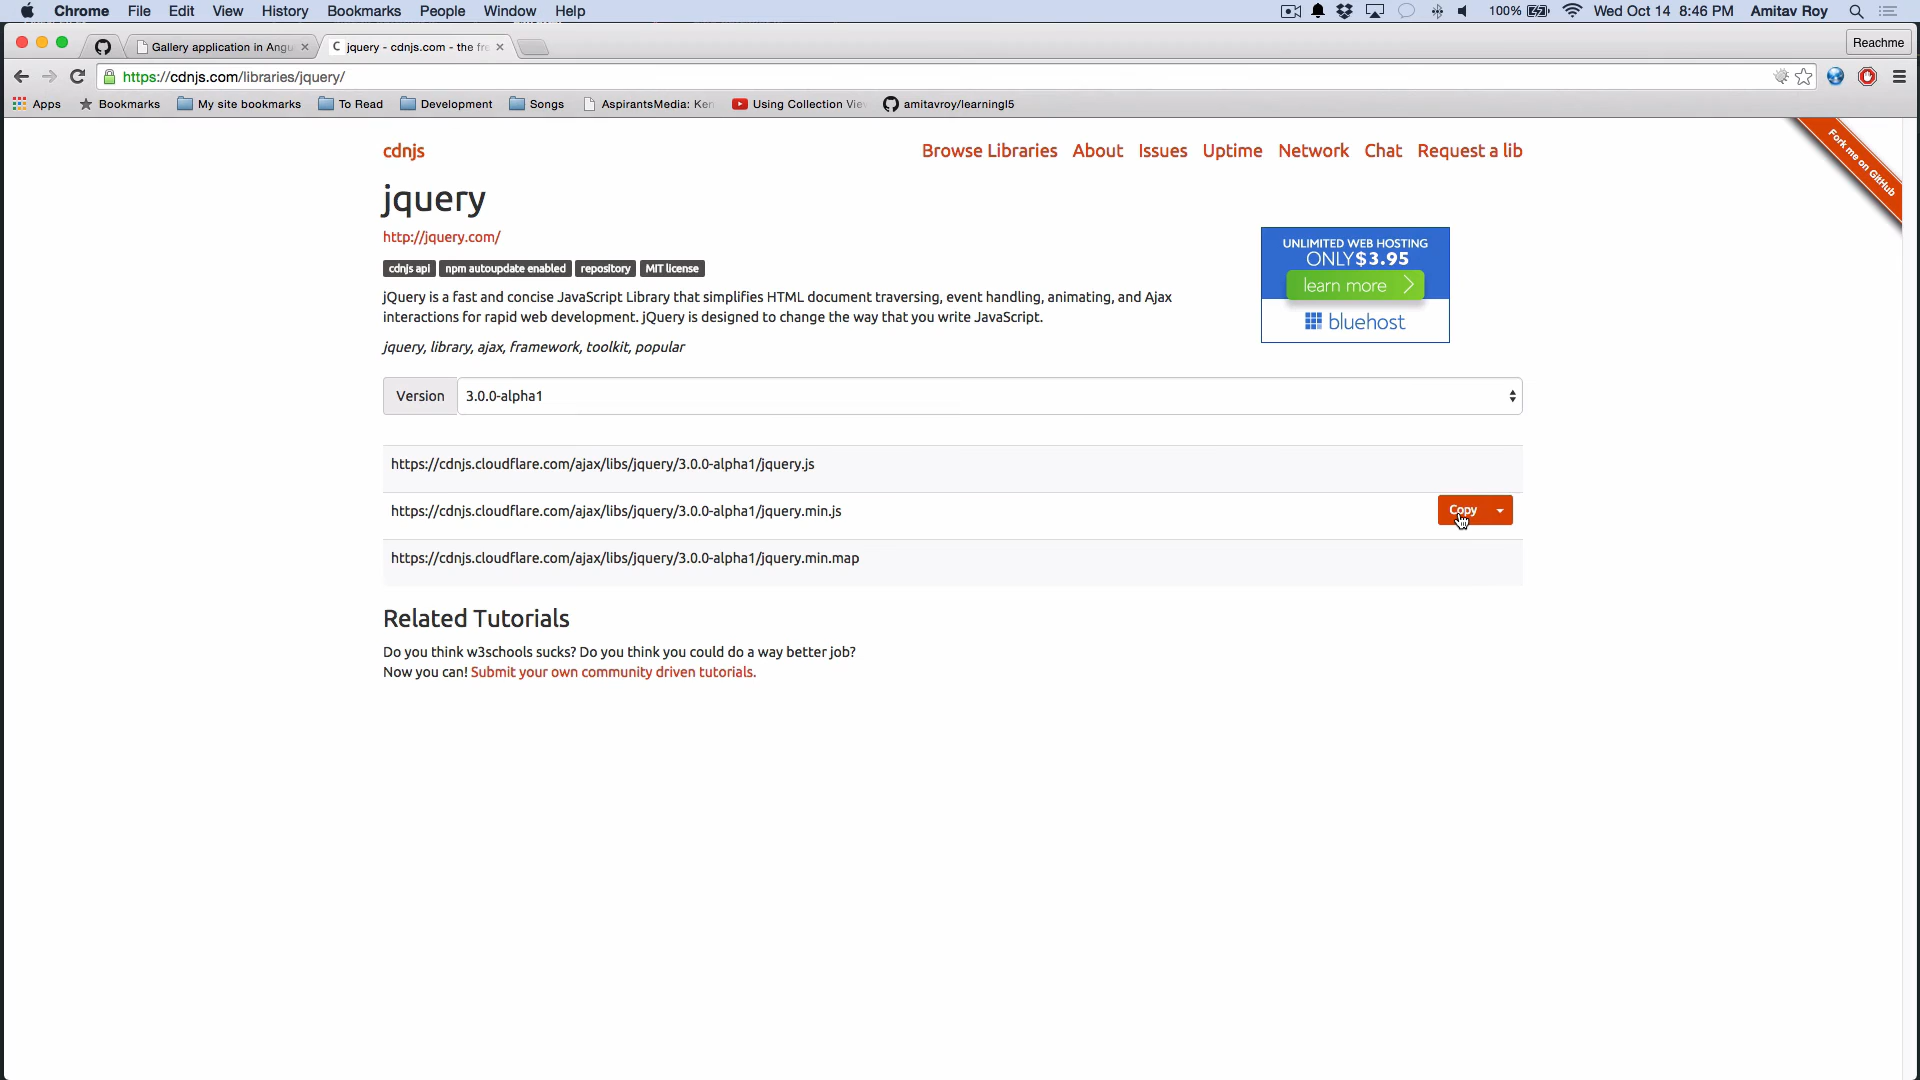 Chrome File Edit View History Bookmarks People Window Help 100% Wed Oct 14 8:46 PM Amitav Roy
Gallery application in Angu jquery - cdnjs.com - the fre Reachme
https://cdnjs.com/libraries/jquery/
Apps Bookmarks My site bookmarks To Read Development Songs AspirantsMedia: Ken Using Collection Vie amitavroy/learningl5
cdnjs Browse Libraries About Issues Uptime Network Chat Request a lib
Fork me on GitHub
jquery
http://jquery.com/
cdnjs api npm autoupdate enabled repository MIT license
jQuery is a fast and concise JavaScript Library that simplifies HTML document traversing, event handling, animating, and Ajax
interactions for rapid web development. jQuery is designed to change the way that you write JavaScript.
jquery, library, ajax, framework, toolkit, popular
UNLIMITED WEB HOSTING
ONLY $3.95
learn more
bluehost
Version 3.0.0-alpha1
https://cdnjs.cloudflare.com/ajax/libs/jquery/3.0.0-alpha1/jquery.js
https://cdnjs.cloudflare.com/ajax/libs/jquery/3.0.0-alpha1/jquery.min.js Copy
https://cdnjs.cloudflare.com/ajax/libs/jquery/3.0.0-alpha1/jquery.min.map
Related Tutorials
Do you think w3schools sucks? Do you think you could do a way better job?
Now you can! Submit your own community driven tutorials.